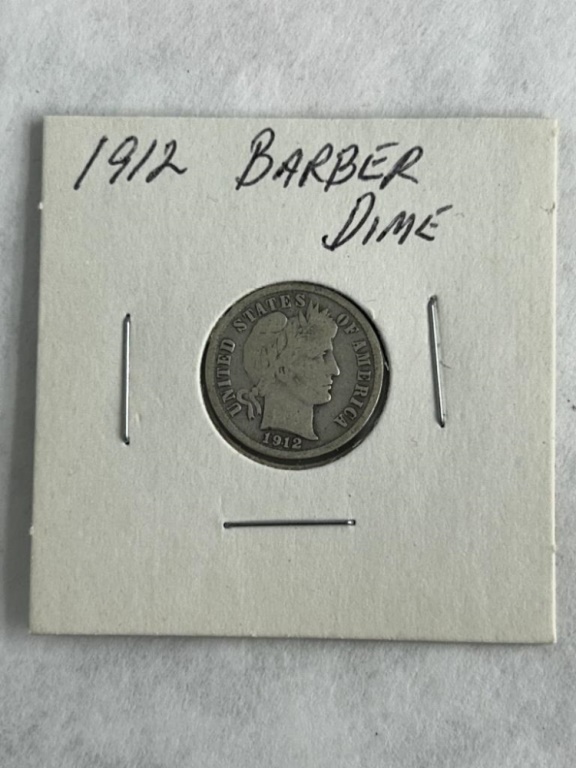 1912 BARBER
DIME
UNITED STATES OF AMERICA
1912